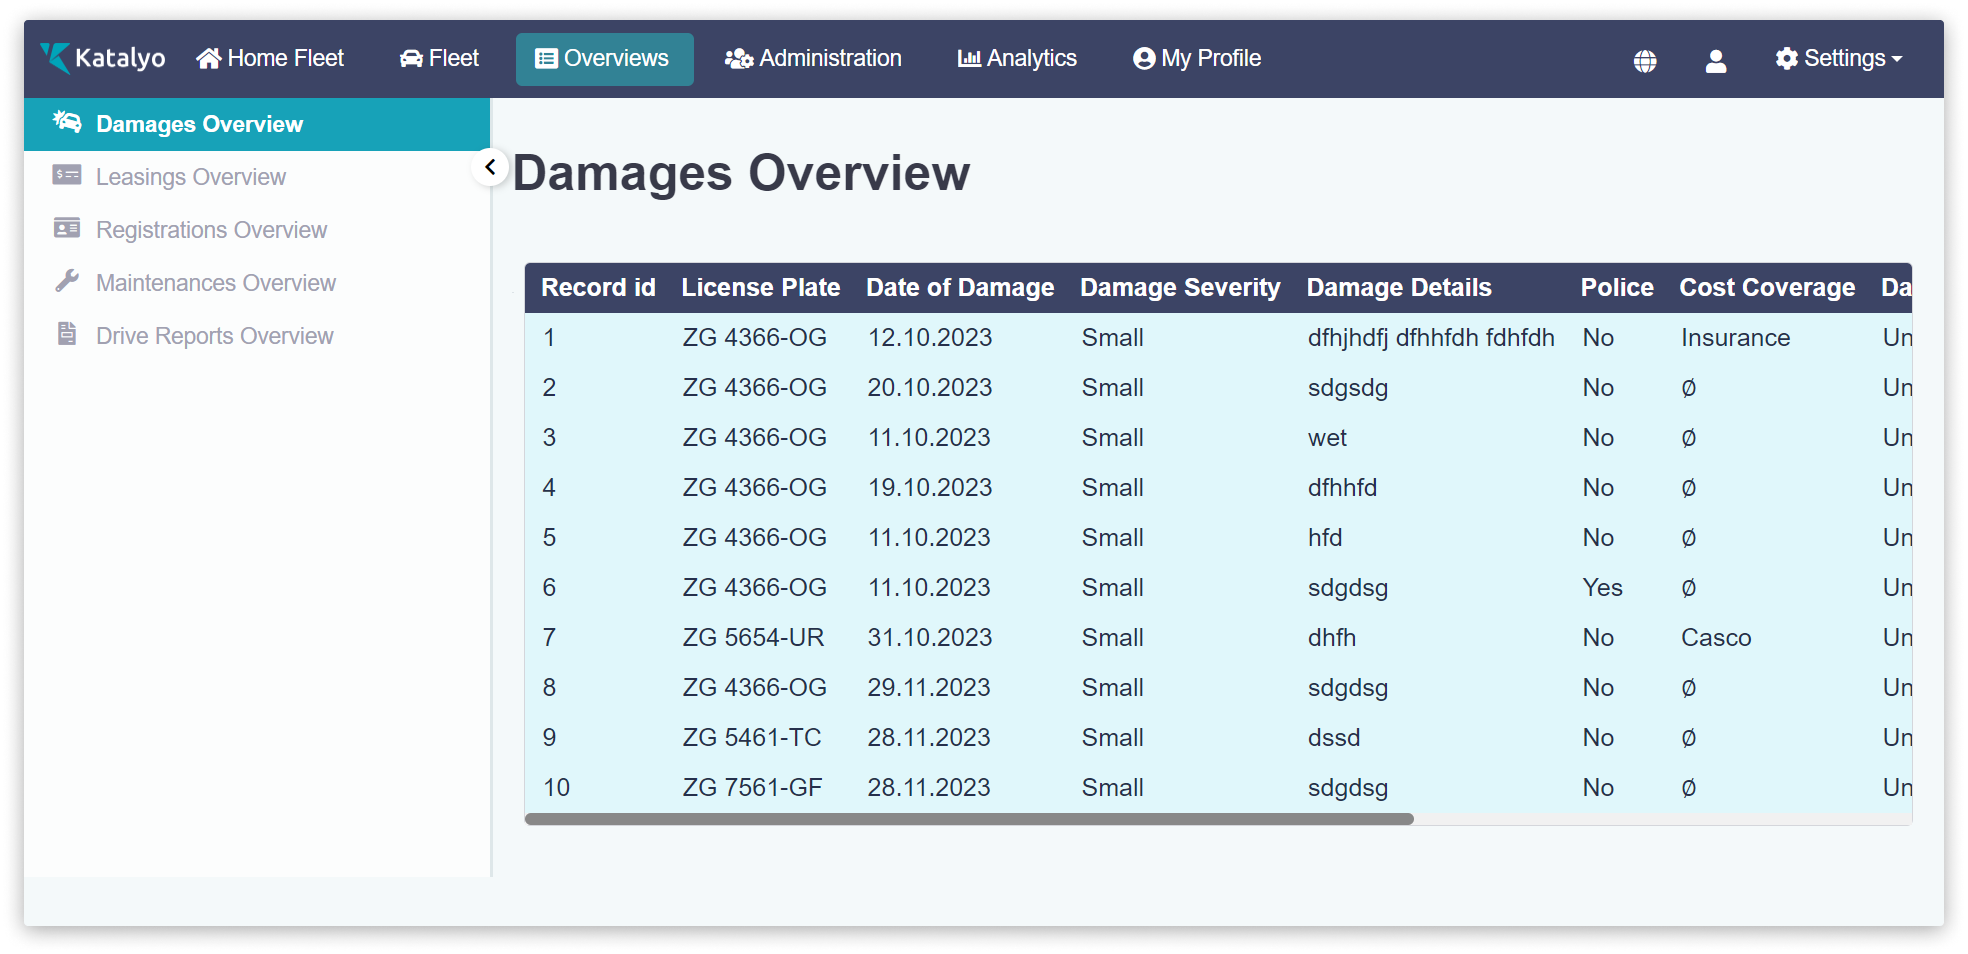 Katalyo Home Fleet Fleet Overviews Administration Analytics My Profile Settings
Damages Overview
Leasings Overview
Registrations Overview
Maintenances Overview
Drive Reports Overview
Damages Overview
Record id License Plate Date of Damage Damage Severity Damage Details Police Cost Coverage Da
1 ZG 4366-OG 12.10.2023 Small dfhjhdfj dfhhfdh fdhfdh No Insurance Un
2 ZG 4366-OG 20.10.2023 Small sdgsdg No ∅ Un
3 ZG 4366-OG 11.10.2023 Small wet No ∅ Un
4 ZG 4366-OG 19.10.2023 Small dfhhfd No ∅ Un
5 ZG 4366-OG 11.10.2023 Small hfd No ∅ Un
6 ZG 4366-OG 11.10.2023 Small sdgdsg Yes ∅ Un
7 ZG 5654-UR 31.10.2023 Small dhfh No Casco Un
8 ZG 4366-OG 29.11.2023 Small sdgdsg No ∅ Un
9 ZG 5461-TC 28.11.2023 Small dssd No ∅ Un
10 ZG 7561-GF 28.11.2023 Small sdgdsg No ∅ Un